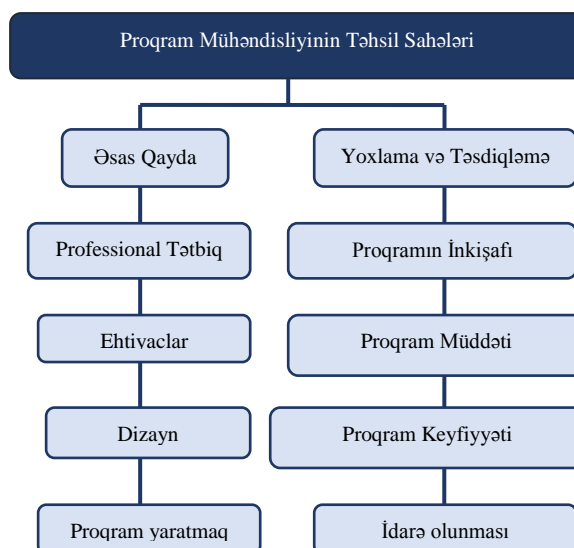 Proqram Mühəndisliyinin Təhsil Sahələri
Əsas Qayda
Professional Tətbiq
Ehtiyaclar
Dizayn
Proqram yaratmaq
Yoxlama və Təsdiqləmə
Proqramın İnkişafı
Proqram Müddəti
Proqram Keyfiyyəti
İdarə olunması